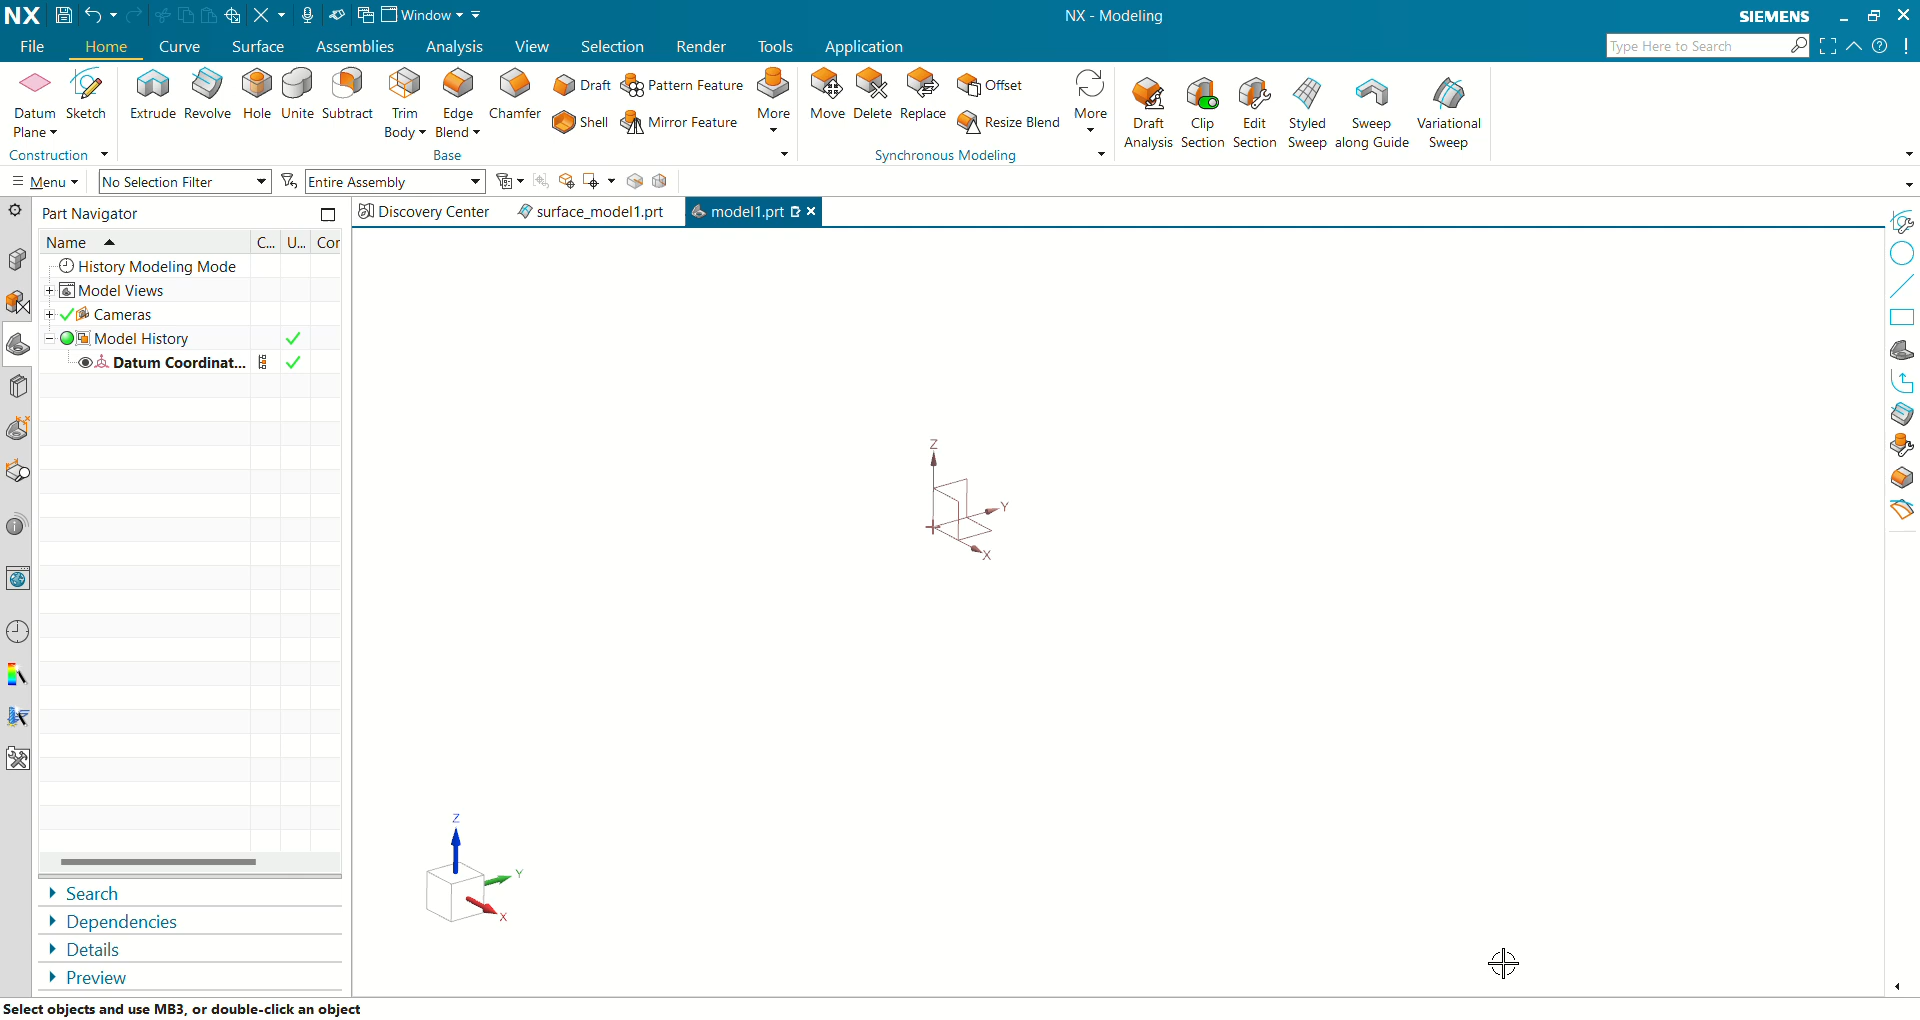 NX
Window
NX - Modeling
SIEMENS
File
Home
Curve
Surface
Assemblies
Analysis
View
Selection
Render
Tools
Application
Type Here to Search
Datum
Plane
Sketch
Extrude
Revolve
Hole
Unite
Subtract
Trim
Body
Edge
Blend
Chamfer
Draft
Shell
Pattern Feature
Mirror Feature
More
Move
Delete
Replace
Offset
Resize Blend
More
Draft
Analysis
Clip
Section
Edit
Section
Styled
Sweep
Sweep
along Guide
Variational
Sweep
Construction
Base
Synchronous Modeling
Menu
No Selection Filter
Entire Assembly
Part Navigator
Discovery Center
surface_model1.prt
model1.prt
Name
C...
U...
Cor
History Modeling Mode
Model Views
Cameras
Model History
Datum Coordinat...
Z
Y
X
Z
Y
X
Search
Dependencies
Details
Preview
Select objects and use MB3, or double-click an object